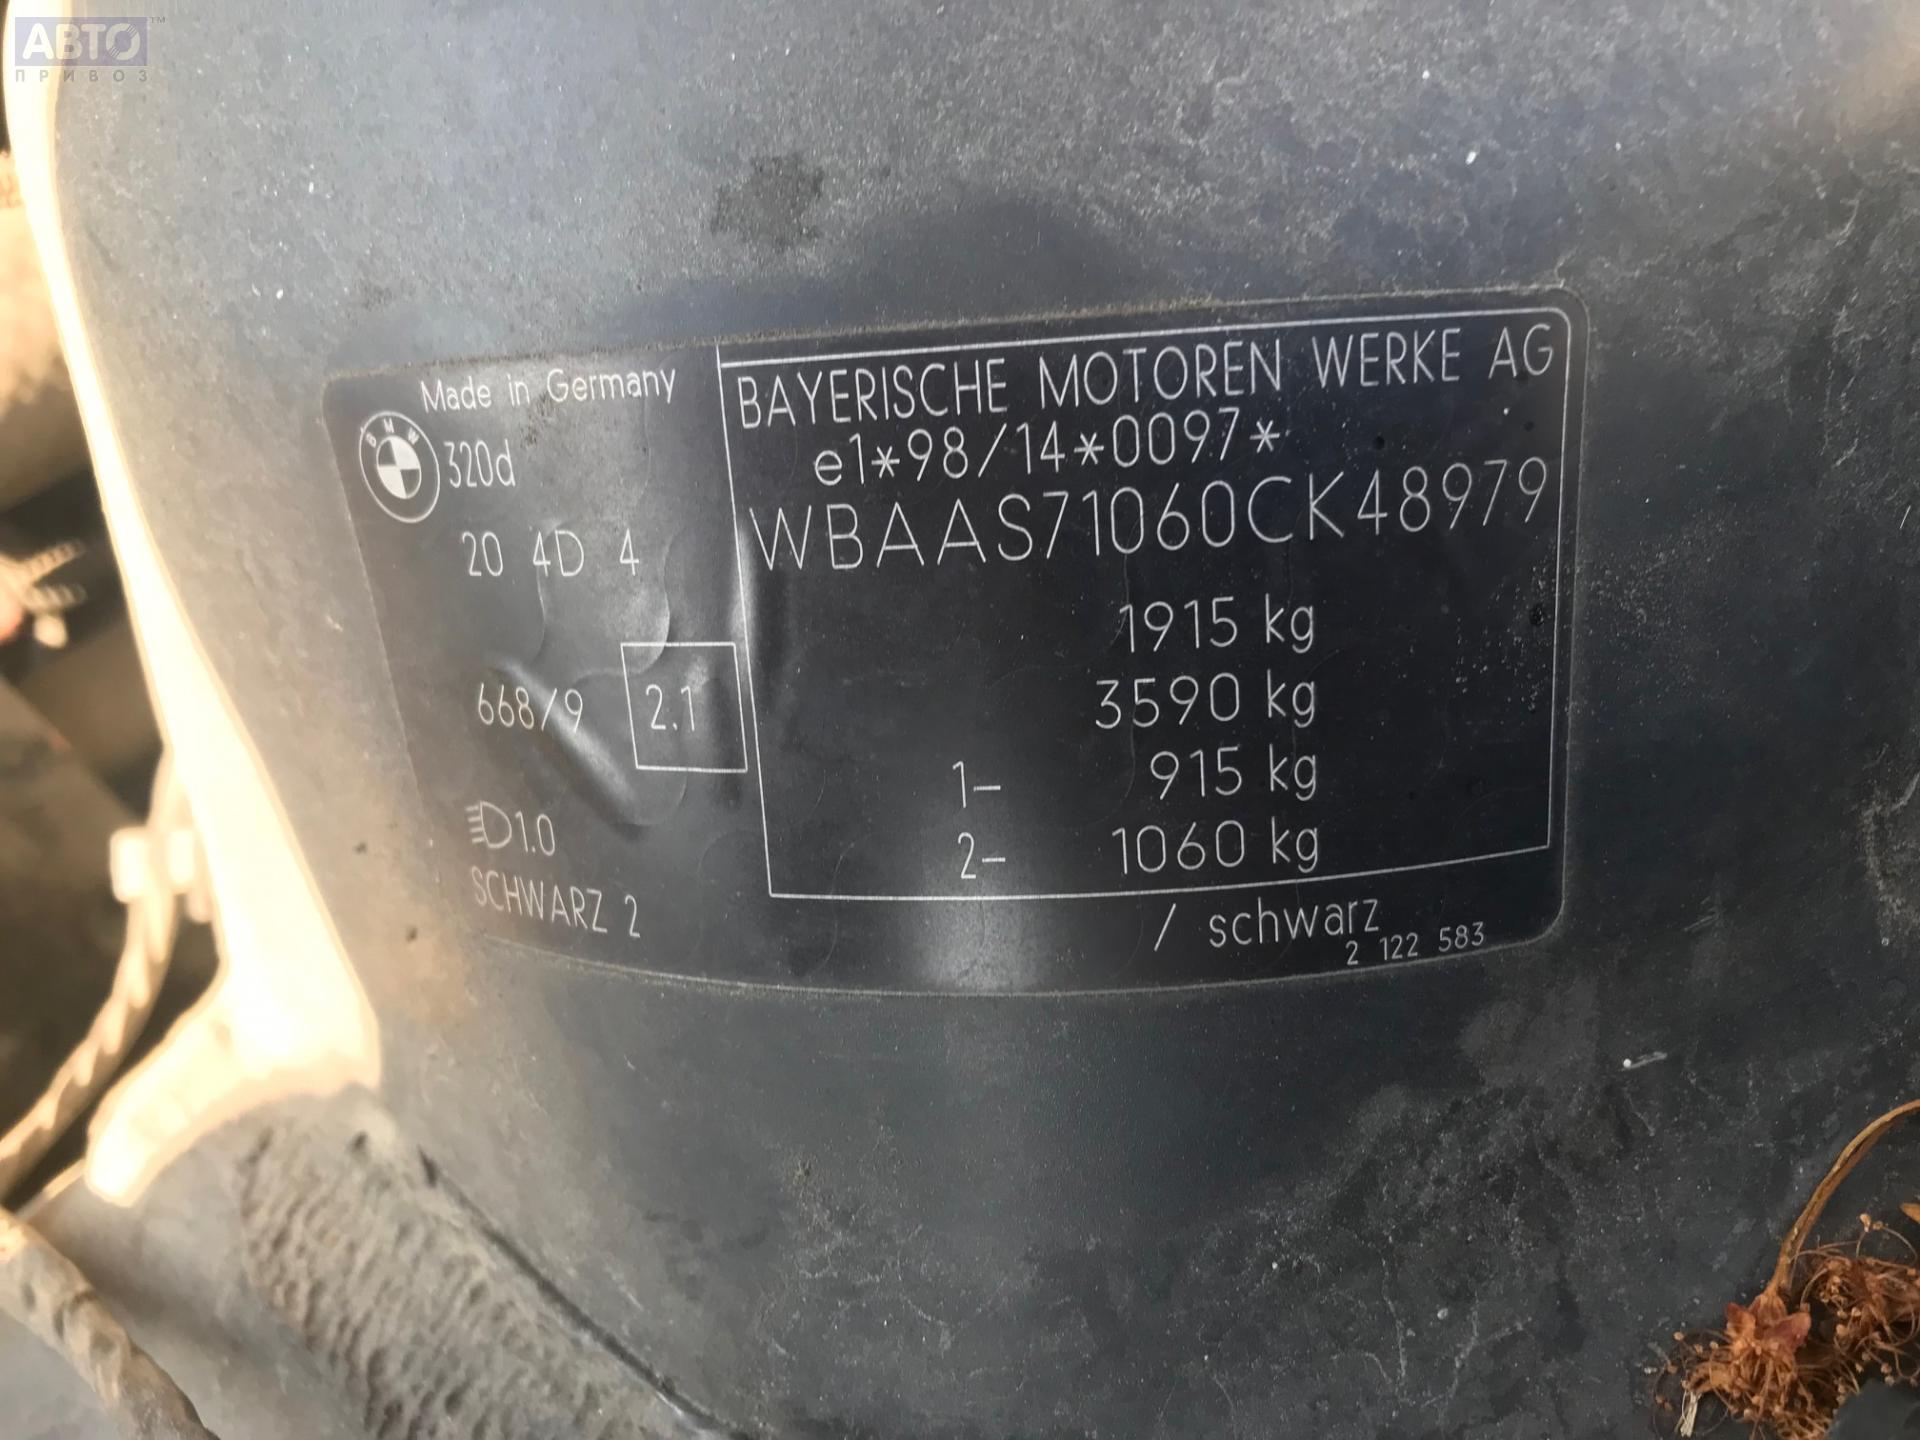 АВТО™
ПРИВОЗ
Made in Germany
BMW
320d
20 4D 4
668/9 2.1
D1.0
SCHWARZ 2
BAYERISCHE MOTOREN WERKE AG
e1*98/14*0097*
WBAAS71060CK48979
1915 kg
3590 kg
1- 915 kg
2- 1060 kg
/ schwarz
2 122 583